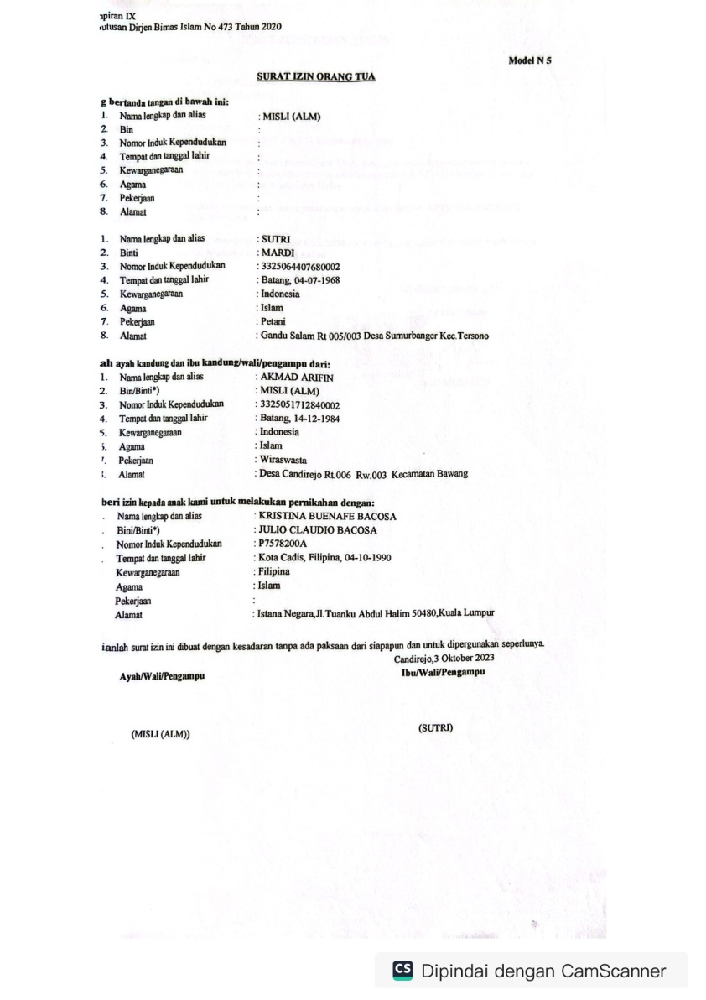 piran IX
utusan Dirjen Bimas Islam No 473 Tahun 2020
Model N 5
SURAT IZIN ORANG TUA
g bertanda tangan di bawah ini:
1. Nama lengkap dan alias : MISLI (ALM)
2. Bin :
3. Nomor Induk Kependudukan :
4. Tempat dan tanggal lahir :
5. Kewarganegaraan :
6. Agama :
7. Pekerjaan :
8. Alamat :
1. Nama lengkap dan alias : SUTRI
2. Binti : MARDI
3. Nomor Induk Kependudukan : 3325064407680002
4. Tempat dan tanggal lahir : Batang, 04-07-1968
5. Kewarganegaraan : Indonesia
6. Agama : Islam
7. Pekerjaan : Petani
8. Alamat : Gandu Salam Rt 005/003 Desa Sumurbanger Kec.Tersono
ah ayah kandung dan ibu kandung/wali/pengampu dari:
1. Nama lengkap dan alias : AKMAD ARIFIN
2. Bin/Binti*) : MISLI (ALM)
3. Nomor Induk Kependudukan : 3325051712840002
4. Tempat dan tanggal lahir : Batang, 14-12-1984
5. Kewarganegaraan : Indonesia
Agama : Islam
Pekerjaan : Wiraswasta
Alamat : Desa Candirejo Rt.006 Rw.003 Kecamatan Bawang
beri izin kepada anak kami untuk melakukan pernikahan dengan:
. Nama lengkap dan alias : KRISTINA BUENAFE BACOSA
. Bini/Binti*) : JULIO CLAUDIO BACOSA
. Nomor Induk Kependudukan : P7578200A
. Tempat dan tanggal lahir : Kota Cadis, Filipina, 04-10-1990
Kewarganegaraan : Filipina
Agama : Islam
Pekerjaan :
Alamat : Istana Negara,Jl.Tuanku Abdul Halim 50480,Kuala Lumpur
ianlah surat izin ini dibuat dengan kesadaran tanpa ada paksaan dari siapapun dan untuk dipergunakan seperlunya.
Candirejo,3 Oktober 2023
Ayah/Wali/Pengampu Ibu/Wali/Pengampu
(MISLI (ALM)) (SUTRI)
CS Dipindai dengan CamScanner